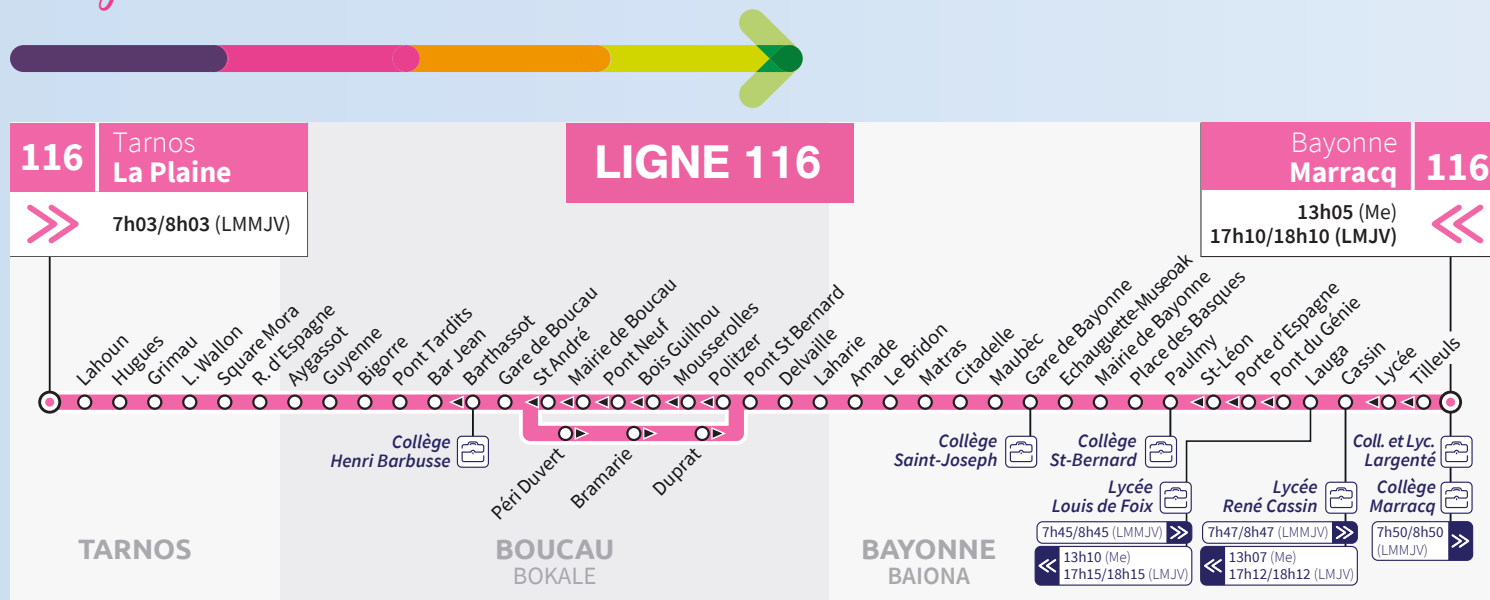 116
Tarnos
La Plaine
7h03/8h03 (LMMJV)
LIGNE 116
Bayonne
Marracq
116
13h05 (Me)
17h10/18h10 (LMJV)
Lahoun
Hugues
Grimau
L. Wallon
Square Mora
R. d'Espagne
Aygassot
Guyenne
Bigorre
Pont Tardits
Bar Jean
Barthassot
Gare de Boucau
St André
Mairie de Boucau
Pont Neuf
Bois Guilhou
Mousserolles
Politzer
Pont St Bernard
Delvaille
Laharie
Amade
Le Bridon
Matras
Citadelle
Maubèc
Gare de Bayonne
Echauguette-Museoak
Mairie de Bayonne
Place des Basques
Paulmy
St-Léon
Porte d'Espagne
Pont du Génie
Lauga
Cassin
Lycée
Tilleuls
Péri Duvert
Bramarie
Duprat
Collège
Henri Barbusse
Collège
Saint-Joseph
Collège
St-Bernard
Lycée
Louis de Foix
7h45/8h45 (LMMJV)
13h10 (Me)
17h15/18h15 (LMJV)
Lycée
René Cassin
7h47/8h47 (LMMJV)
13h07 (Me)
17h12/18h12 (LMJV)
Coll. et Lyc.
Largenté
Collège
Marracq
7h50/8h50
(LMMJV)
TARNOS
BOUCAU
BOKALE
BAYONNE
BAIONA